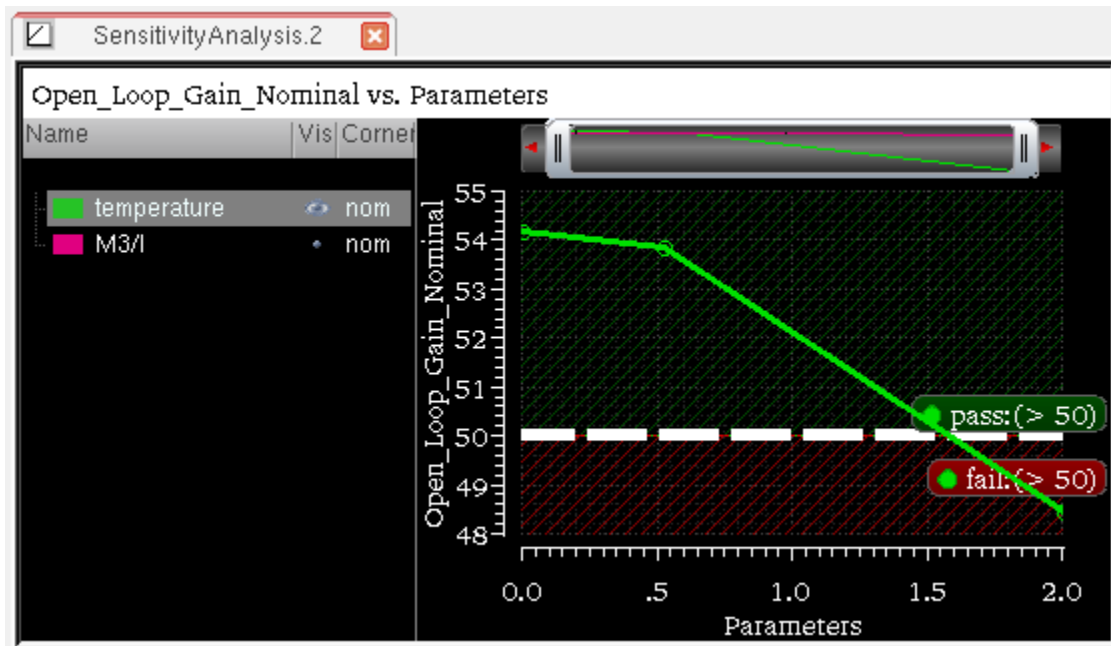 SensitivityAnalysis.2
Open_Loop_Gain_Nominal vs. Parameters
Name Vis Corner
temperature nom
M3/l nom
Open_Loop_Gain_Nominal
55
54
53
52
51
50
49
48
pass:(> 50)
fail:(> 50)
0.0 .5 1.0 1.5 2.0
Parameters